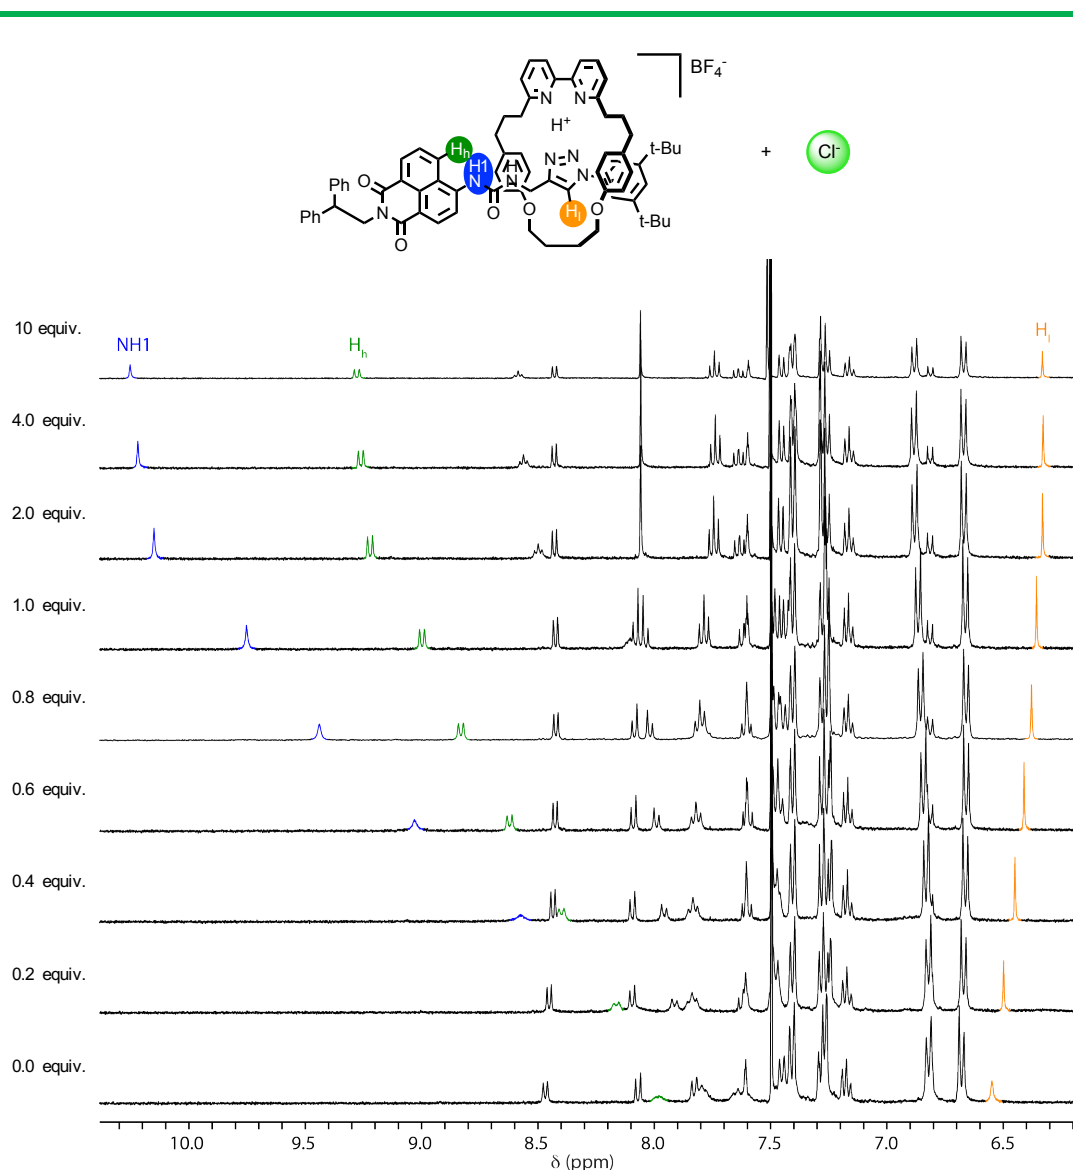 BF4-
N N
H+
Hh
H1
N
H
N
O
N
N
N
N
t-Bu
+
Cl-
Ph
Ph
O
N
O
O
O
Hl
t-Bu
10 equiv.
NH1
Hh
Hl
4.0 equiv.
2.0 equiv.
1.0 equiv.
0.8 equiv.
0.6 equiv.
0.4 equiv.
0.2 equiv.
0.0 equiv.
10.0 9.5 9.0 8.5 8.0 7.5 7.0 6.5
δ (ppm)